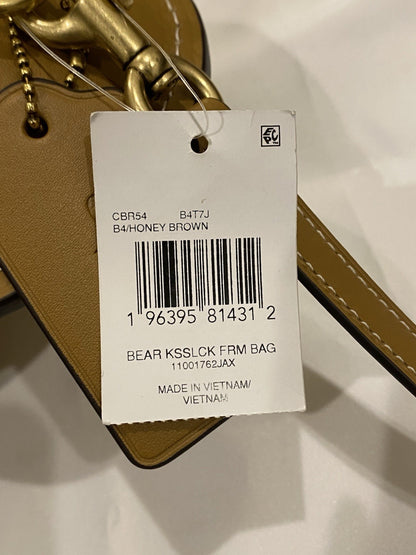 CBR54 B4T7J
B4/HONEY BROWN
1 96395 81431 2
BEAR KSSLCK FRM BAG
11001762JAX
MADE IN VIETNAM/
VIETNAM